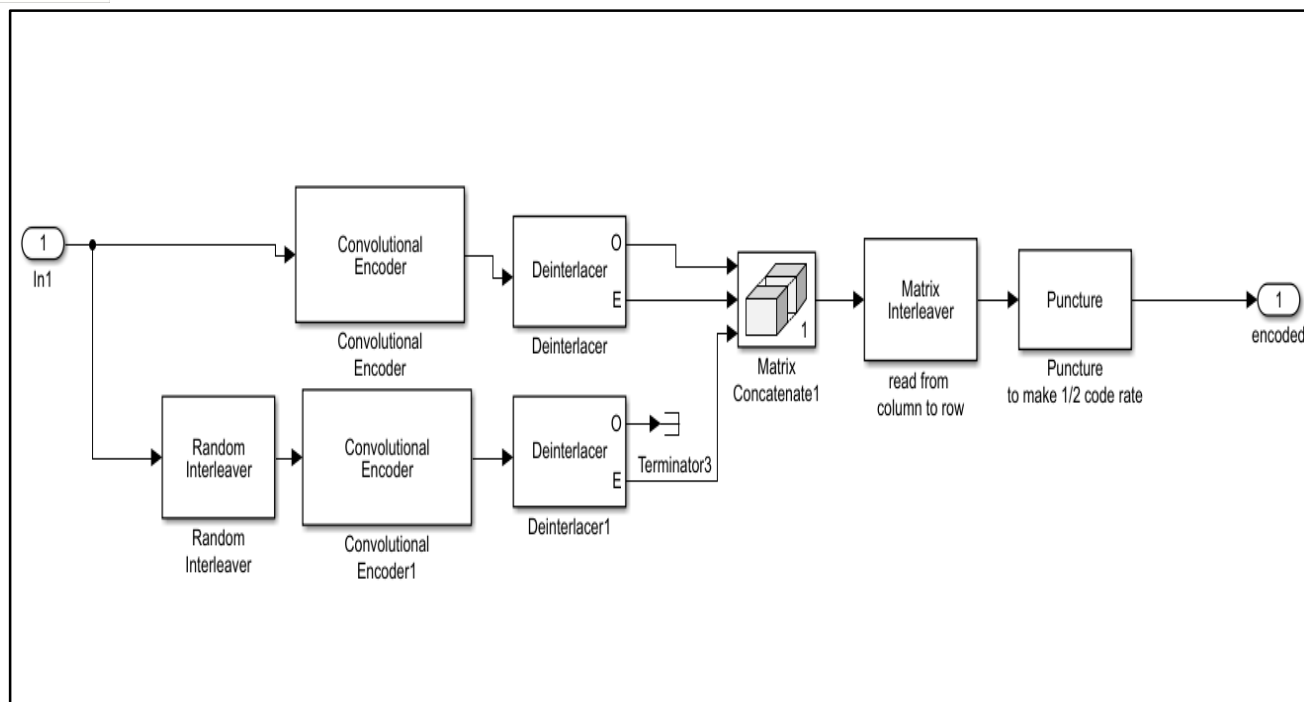 1
In1
Convolutional
Encoder
Convolutional
Encoder
O
Deinterlacer
E
Deinterlacer
1
Matrix
Concatenate1
Matrix
Interleaver
read from
column to row
Puncture
Puncture
to make 1/2 code rate
1
encoded
Random
Interleaver
Random
Interleaver
Convolutional
Encoder
Convolutional
Encoder1
O
Deinterlacer
E
Deinterlacer1
Terminator3